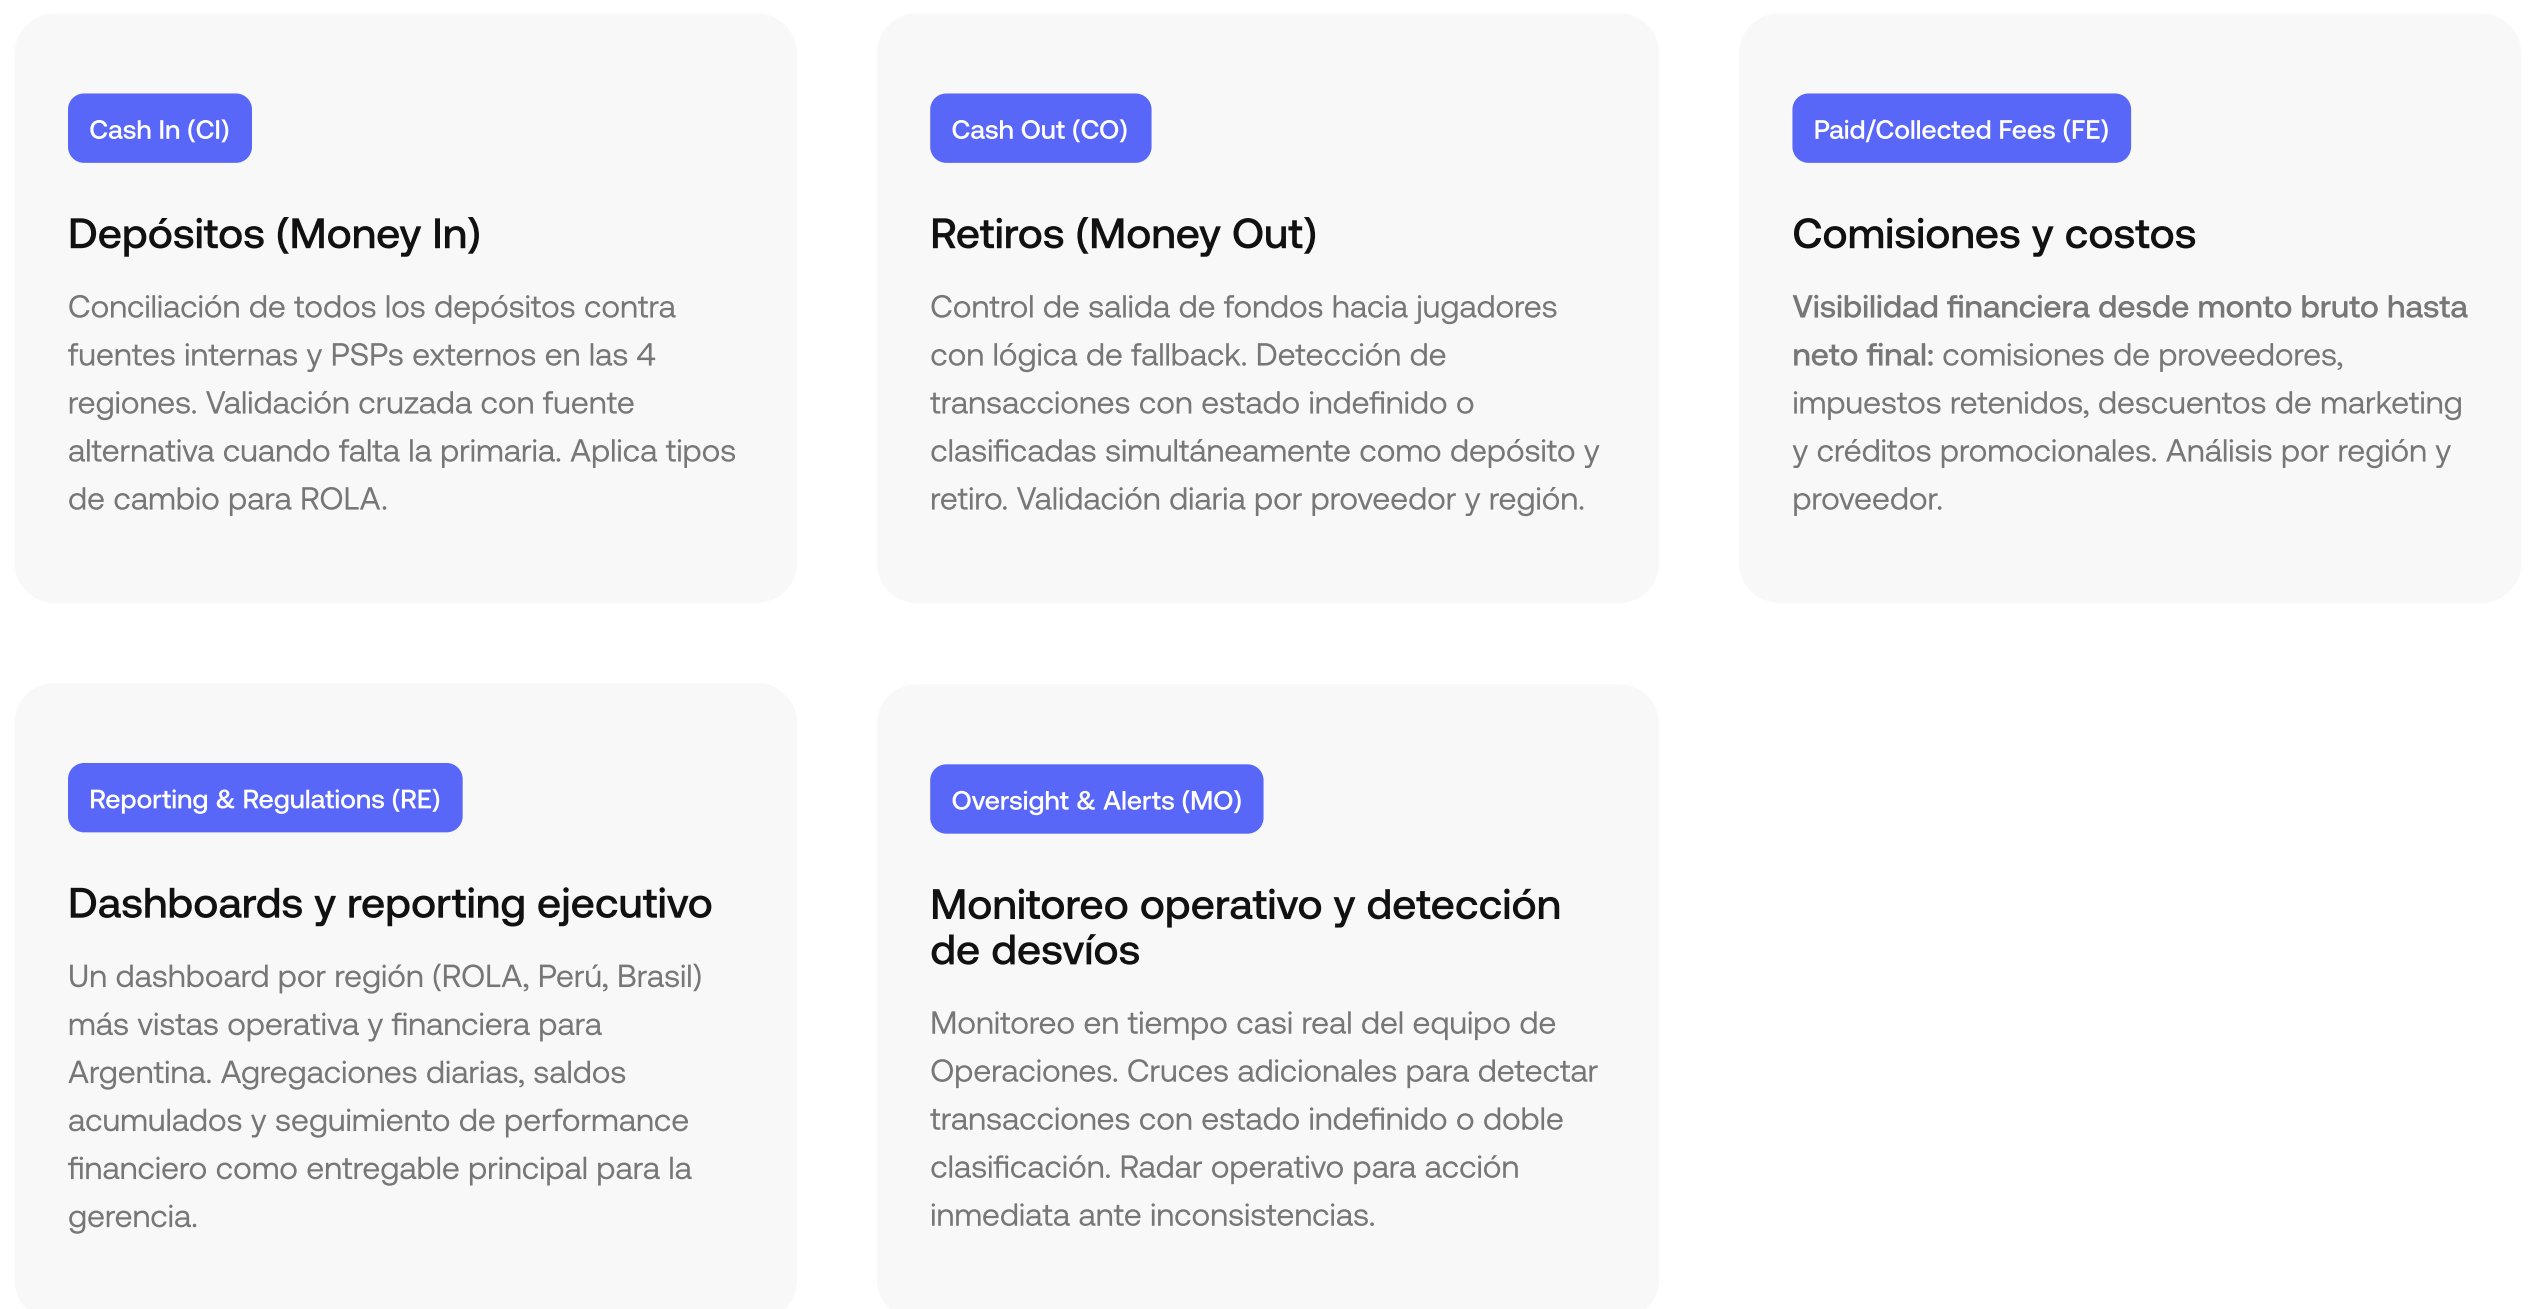 Cash In (CI)
Depósitos (Money In)
Conciliación de todos los depósitos contra
fuentes internas y PSPs externos en las 4
regiones. Validación cruzada con fuente
alternativa cuando falta la primaria. Aplica tipos
de cambio para ROLA.
Cash Out (CO)
Retiros (Money Out)
Control de salida de fondos hacia jugadores
con lógica de fallback. Detección de
transacciones con estado indefinido o
clasificadas simultáneamente como depósito y
retiro. Validación diaria por proveedor y región.
Paid/Collected Fees (FE)
Comisiones y costos
Visibilidad financiera desde monto bruto hasta
neto final: comisiones de proveedores,
impuestos retenidos, descuentos de marketing
y créditos promocionales. Análisis por región y
proveedor.
Reporting & Regulations (RE)
Dashboards y reporting ejecutivo
Un dashboard por región (ROLA, Perú, Brasil)
más vistas operativa y financiera para
Argentina. Agregaciones diarias, saldos
acumulados y seguimiento de performance
financiero como entregable principal para la
gerencia.
Oversight & Alerts (MO)
Monitoreo operativo y detección
de desvíos
Monitoreo en tiempo casi real del equipo de
Operaciones. Cruces adicionales para detectar
transacciones con estado indefinido o doble
clasificación. Radar operativo para acción
inmediata ante inconsistencias.